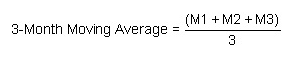 3-Month Moving Average = (M1 + M2 + M3)
3